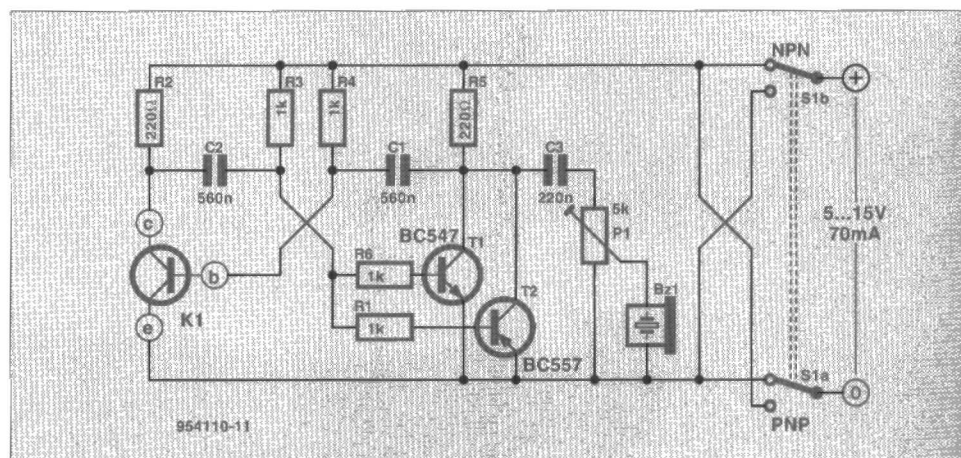 NPN
R2
R3
R4
R5
+
220Ω
1k
1k
220Ω
S1b
C2
C1
C3
560n
560n
220n
5k
P1
5...15V
70mA
c
BC547
T1
R6
1k
b
Bz1
K1
T2
R1
1k
e
BC557
S1a
0
954110-11
PNP